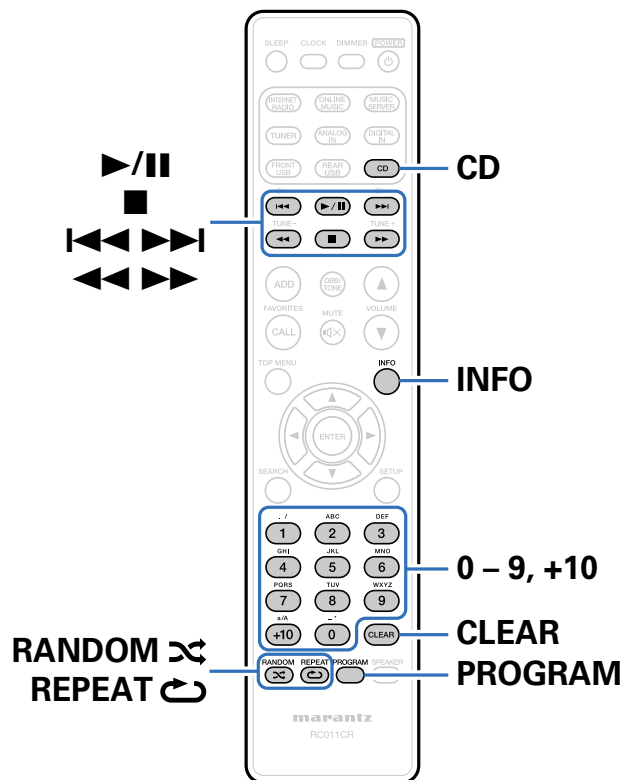 SLEEP CLOCK DIMMER POWER
INTERNET RADIO ONLINE MUSIC MUSIC SERVER
TUNER ANALOG IN DIGITAL IN
FRONT USB REAR USB CD
CD
TUNE - TUNE +
ADD DBB/TONE
FAVORITES MUTE VOLUME
CALL
TOP MENU INFO
INFO
ENTER
SEARCH SETUP
. / ABC DEF
1 2 3
GHI JKL MNO
4 5 6
0 – 9, +10
PQRS TUV WXYZ
7 8 9
a/A
+10 0 CLEAR
CLEAR
RANDOM
REPEAT
RANDOM REPEAT PROGRAM SPEAKER
PROGRAM
marantz
RC011CR